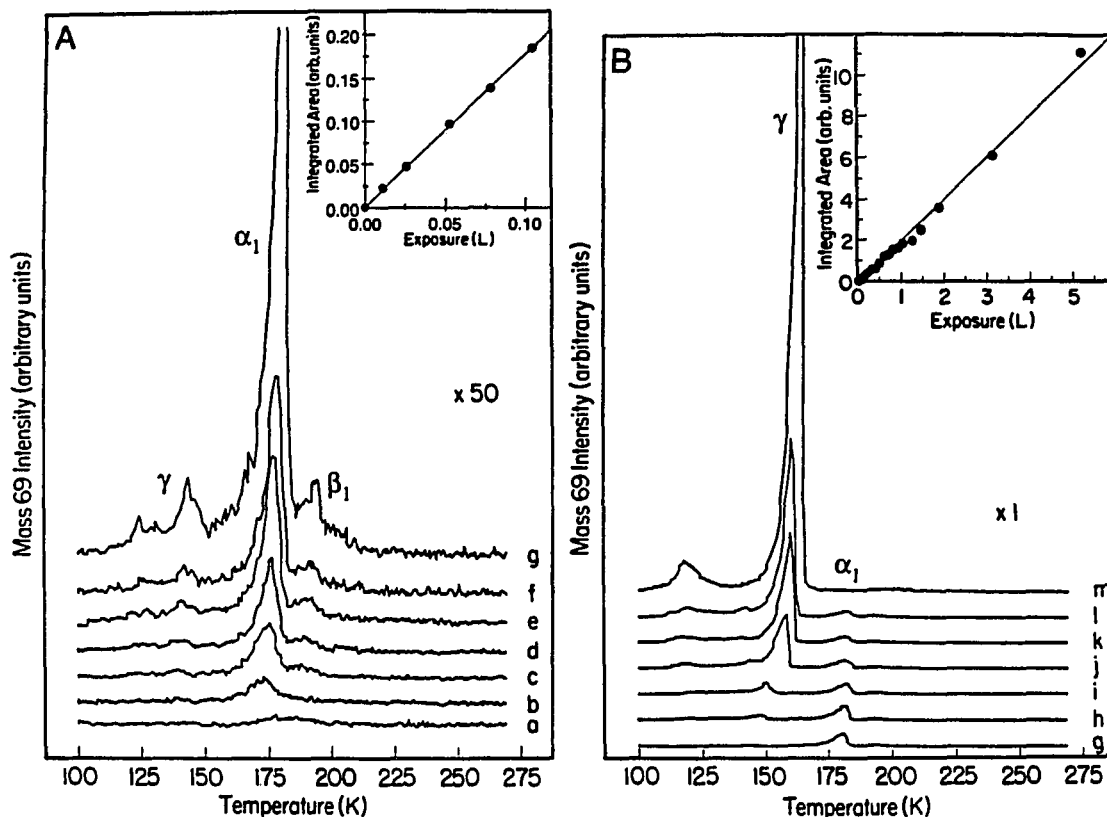 A
Mass 69 Intensity (arbitrary units)
Integrated Area (arb.units)
0.20
0.15
0.10
0.05
0.00
0.00 0.05 0.10
Exposure (L)
α1
γ
β1
x 50
g
f
e
d
c
b
a
100 125 150 175 200 225 250 275
Temperature (K)
B
Mass 69 Intensity (arbitrary units)
Integrated Area (arb. units)
10
8
6
4
2
0
0 1 2 3 4 5
Exposure (L)
γ
α1
x 1
m
l
k
j
i
h
g
100 125 150 175 200 225 250 275
Temperature (K)